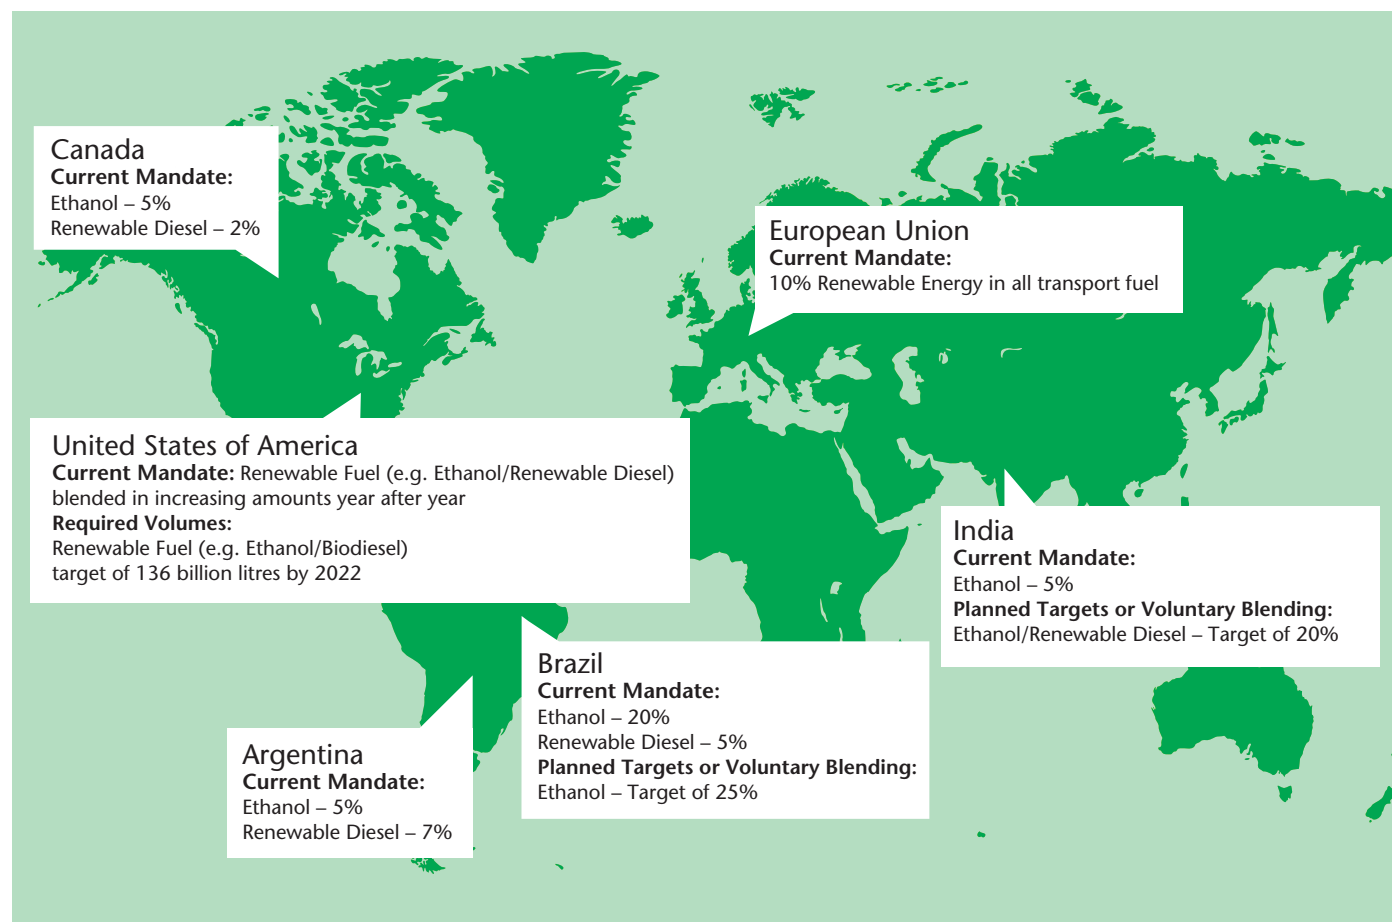 Canada
Current Mandate:
Ethanol – 5%
Renewable Diesel – 2%
European Union
Current Mandate:
10% Renewable Energy in all transport fuel
United States of America
Current Mandate: Renewable Fuel (e.g. Ethanol/Renewable Diesel)
blended in increasing amounts year after year
Required Volumes:
Renewable Fuel (e.g. Ethanol/Biodiesel)
target of 136 billion litres by 2022
India
Current Mandate:
Ethanol – 5%
Planned Targets or Voluntary Blending:
Ethanol/Renewable Diesel – Target of 20%
Brazil
Current Mandate:
Ethanol – 20%
Renewable Diesel – 5%
Planned Targets or Voluntary Blending:
Ethanol – Target of 25%
Argentina
Current Mandate:
Ethanol – 5%
Renewable Diesel – 7%